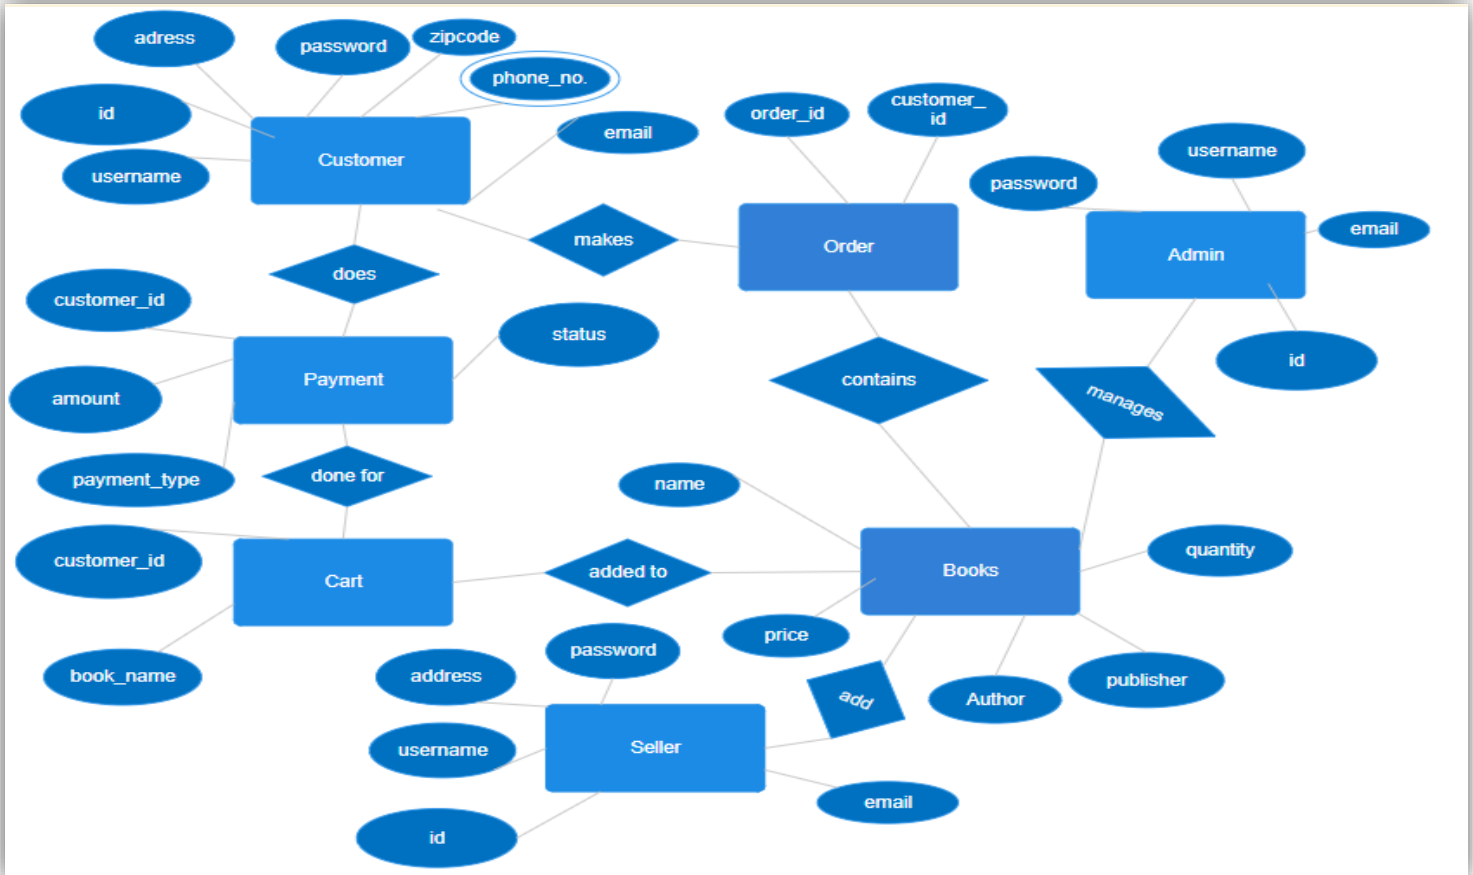 adress
password
zipcode
phone_no.
id
email
Customer
username
order_id
customer_
id
username
password
email
makes
Order
Admin
does
customer_id
status
id
Payment
contains
manages
amount
payment_type
done for
name
customer_id
Cart
added to
Books
quantity
book_name
address
password
price
add
Author
publisher
username
Seller
email
id